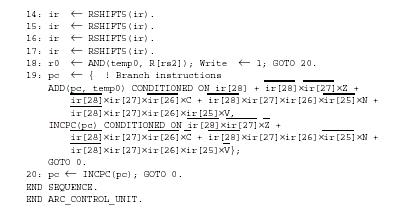 14: ir ← RSHIFT5(ir).
15: ir ← RSHIFT5(ir).
16: ir ← RSHIFT5(ir).
17: ir ← RSHIFT5(ir).
18: r0 ← AND(temp0, R[rs2]); Write ← 1; GOTO 20.
19: pc ← { ! Branch instructions
ADD(pc, temp0) CONDITIONED ON ir[28] + ir[28]×ir[27]×Z +
ir[28]×ir[27]×ir[26]×C + ir[28]×ir[27]×ir[26]×ir[25]×N +
ir[28]×ir[27]×ir[26]×ir[25]×V,
INCPC(pc) CONDITIONED ON ir[28]×ir[27]×Z +
ir[28]×ir[27]×ir[26]×C + ir[28]×ir[27]×ir[26]×ir[25]×N +
ir[28]×ir[27]×ir[26]×ir[25]×V};
GOTO 0.
20: pc ← INCPC(pc); GOTO 0.
END SEQUENCE.
END ARC_CONTROL_UNIT.